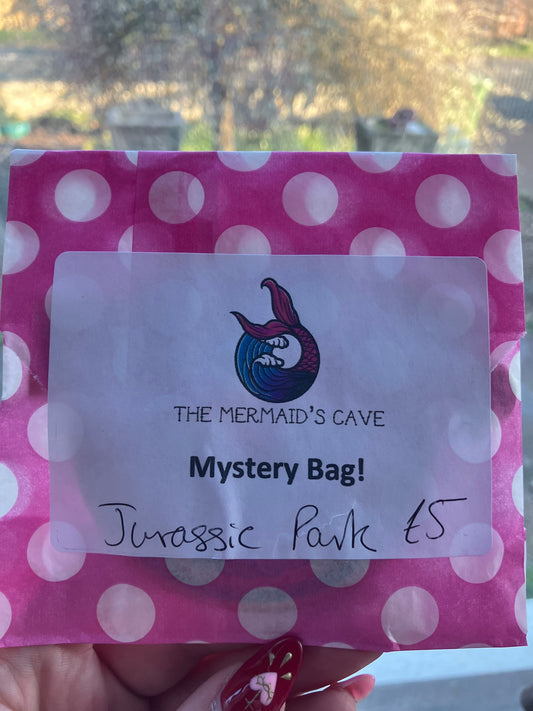 THE MERMAID'S CAVE
Mystery Bag!
Jurassic Park £5